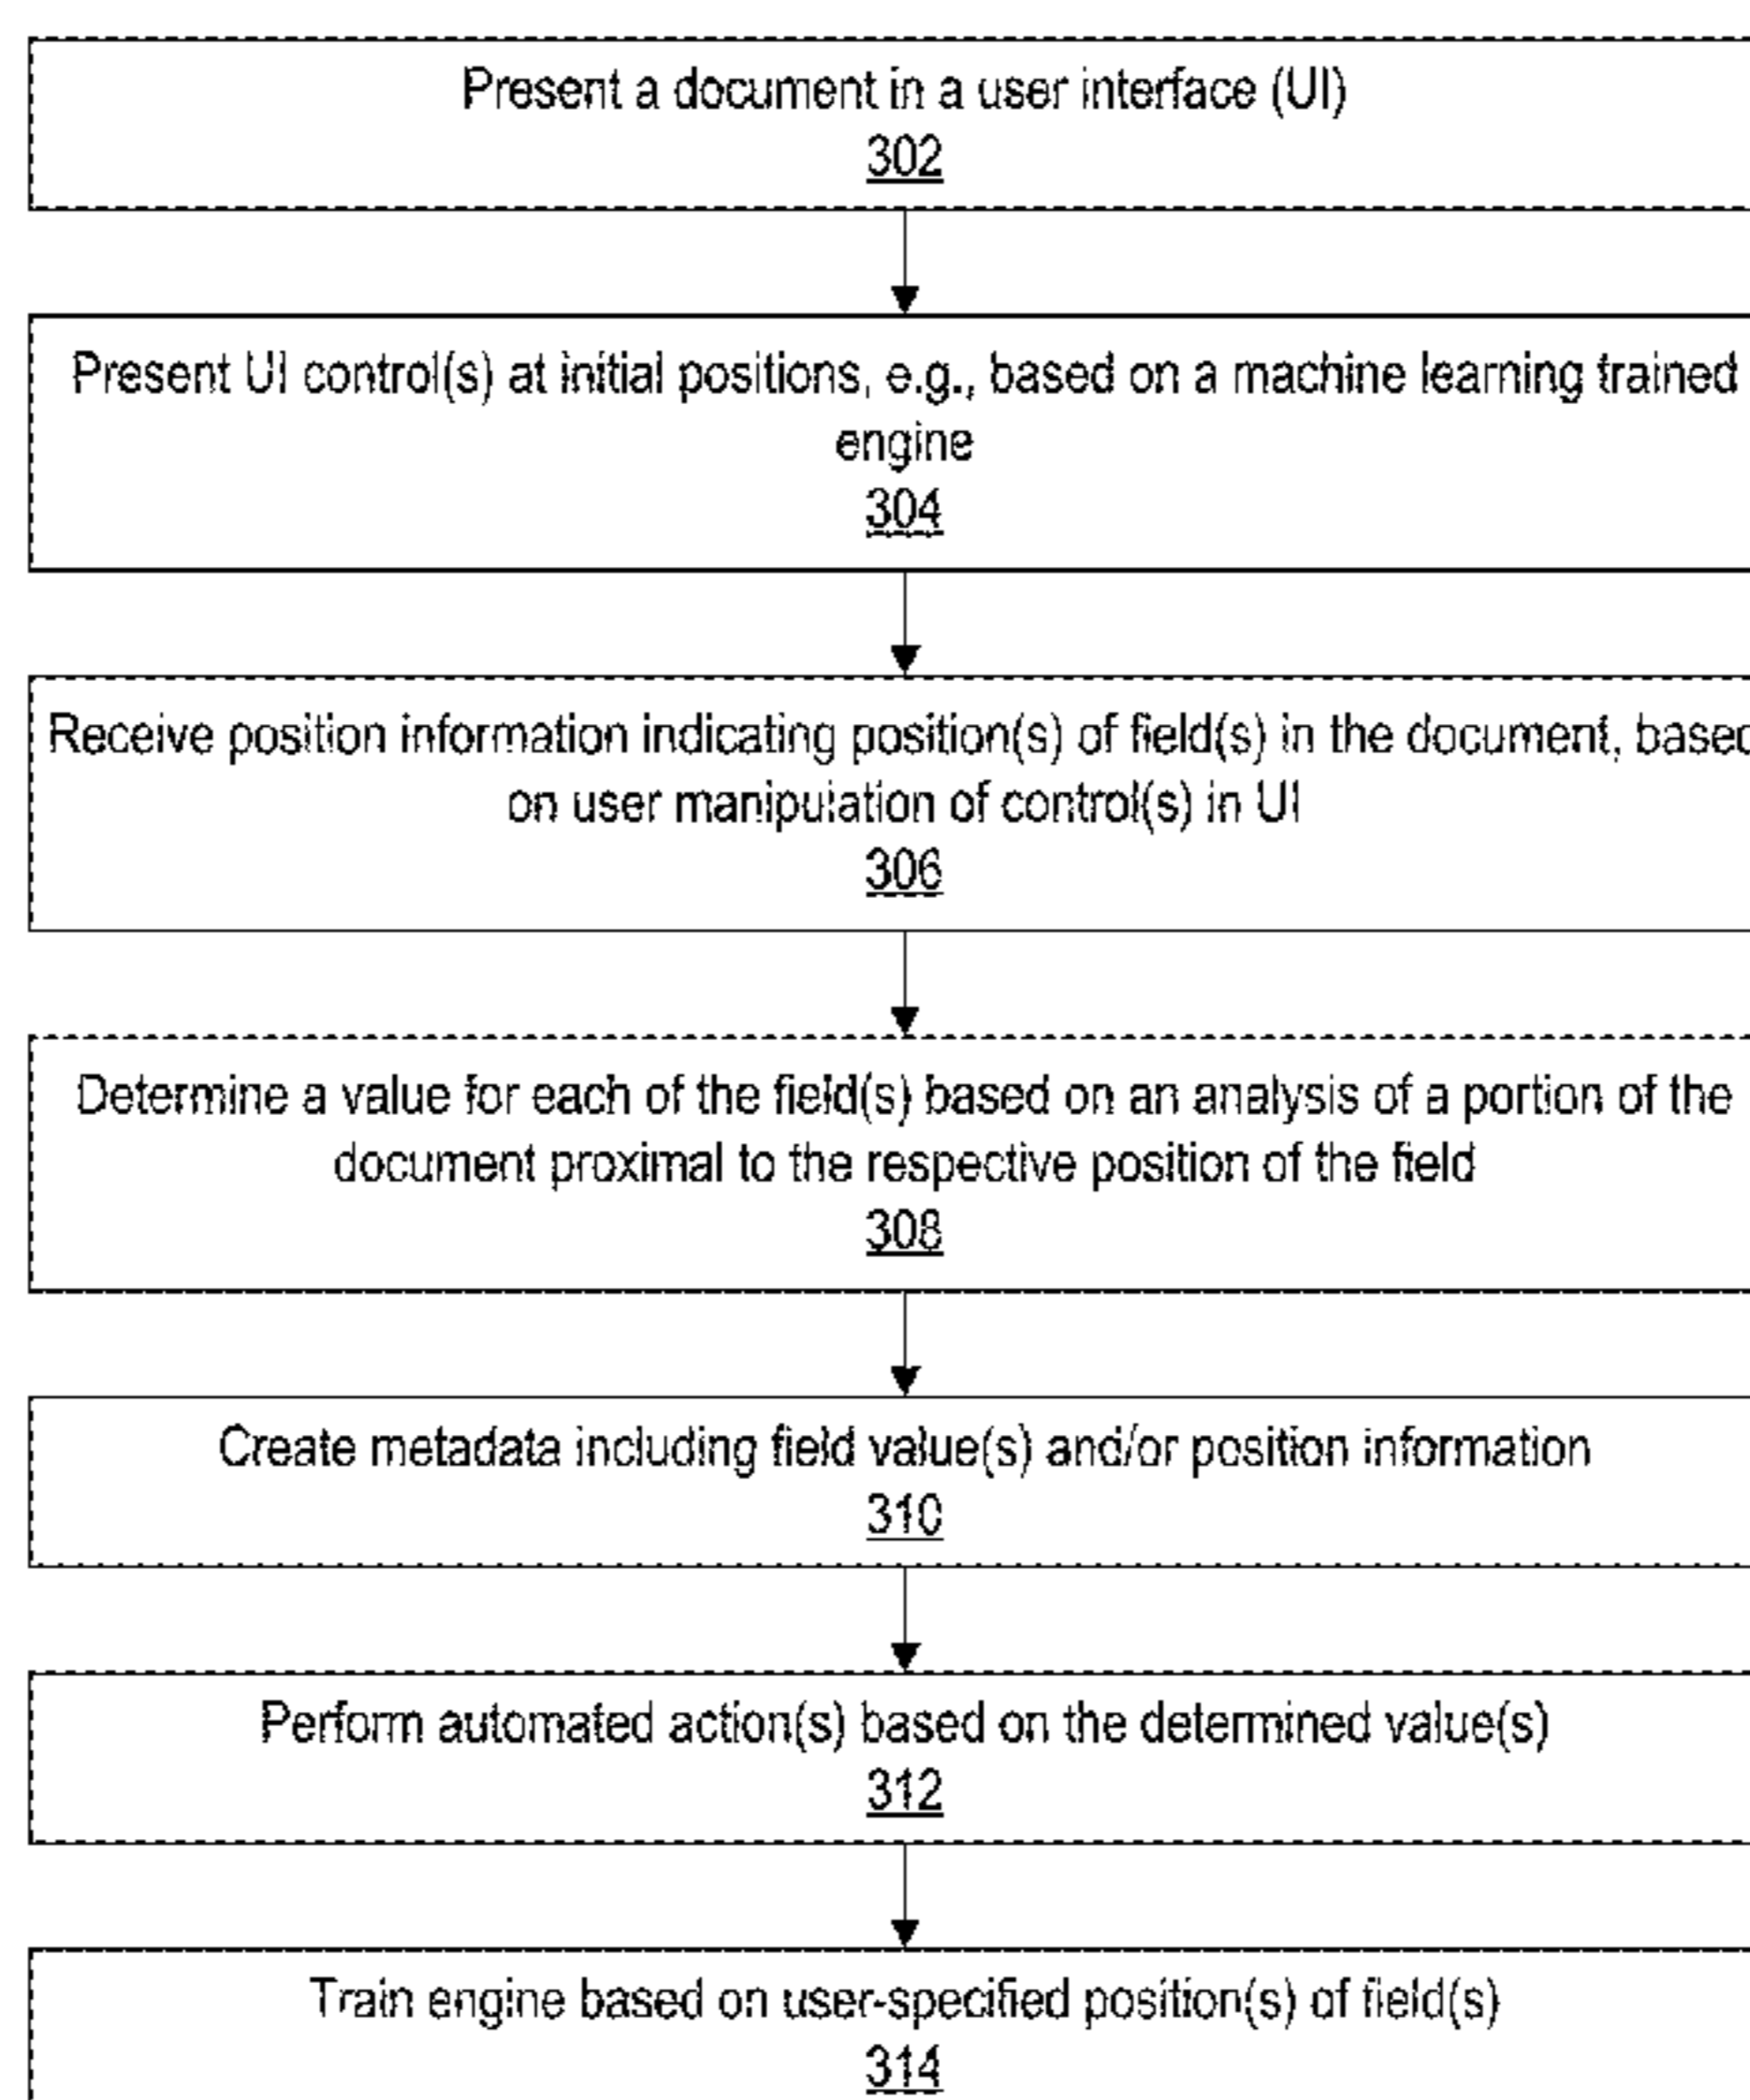 Present a document in a user interface (UI)
302
Present UI control(s) at initial positions, e.g., based on a machine learning trained
engine
304
Receive position information indicating position(s) of field(s) in the document, based
on user manipulation of control(s) in UI
306
Determine a value for each of the field(s) based on an analysis of a portion of the
document proximal to the respective position of the field
308
Create metadata including field value(s) and/or position information
310
Perform automated action(s) based on the determined value(s)
312
Train engine based on user-specified position(s) of field(s)
314